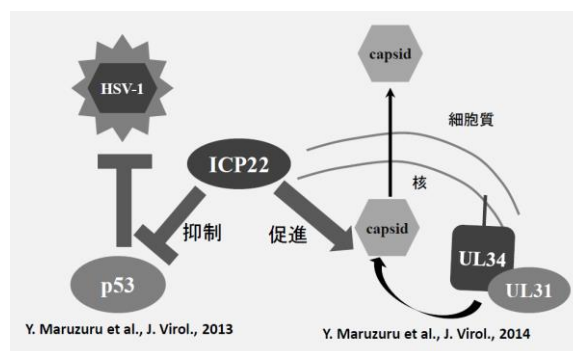 HSV-1
capsid
細胞質
ICP22
核
抑制
促進
capsid
p53
UL34
UL31
Y. Maruzuru et al., J. Virol., 2013
Y. Maruzuru et al., J. Virol., 2014